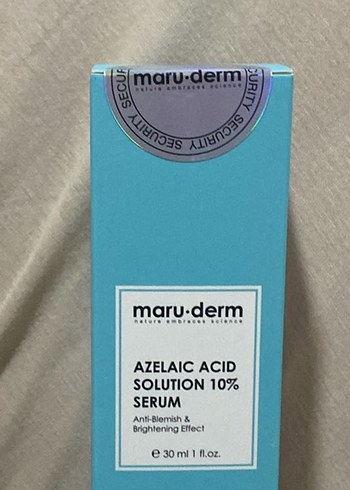 maru·derm
nature embraces science
SECURITY SECURITY SECURITY
maru·derm
nature embraces science
AZELAIC ACID
SOLUTION 10%
SERUM
Anti-Blemish &
Brightening Effect
℮ 30 ml 1 fl.oz.